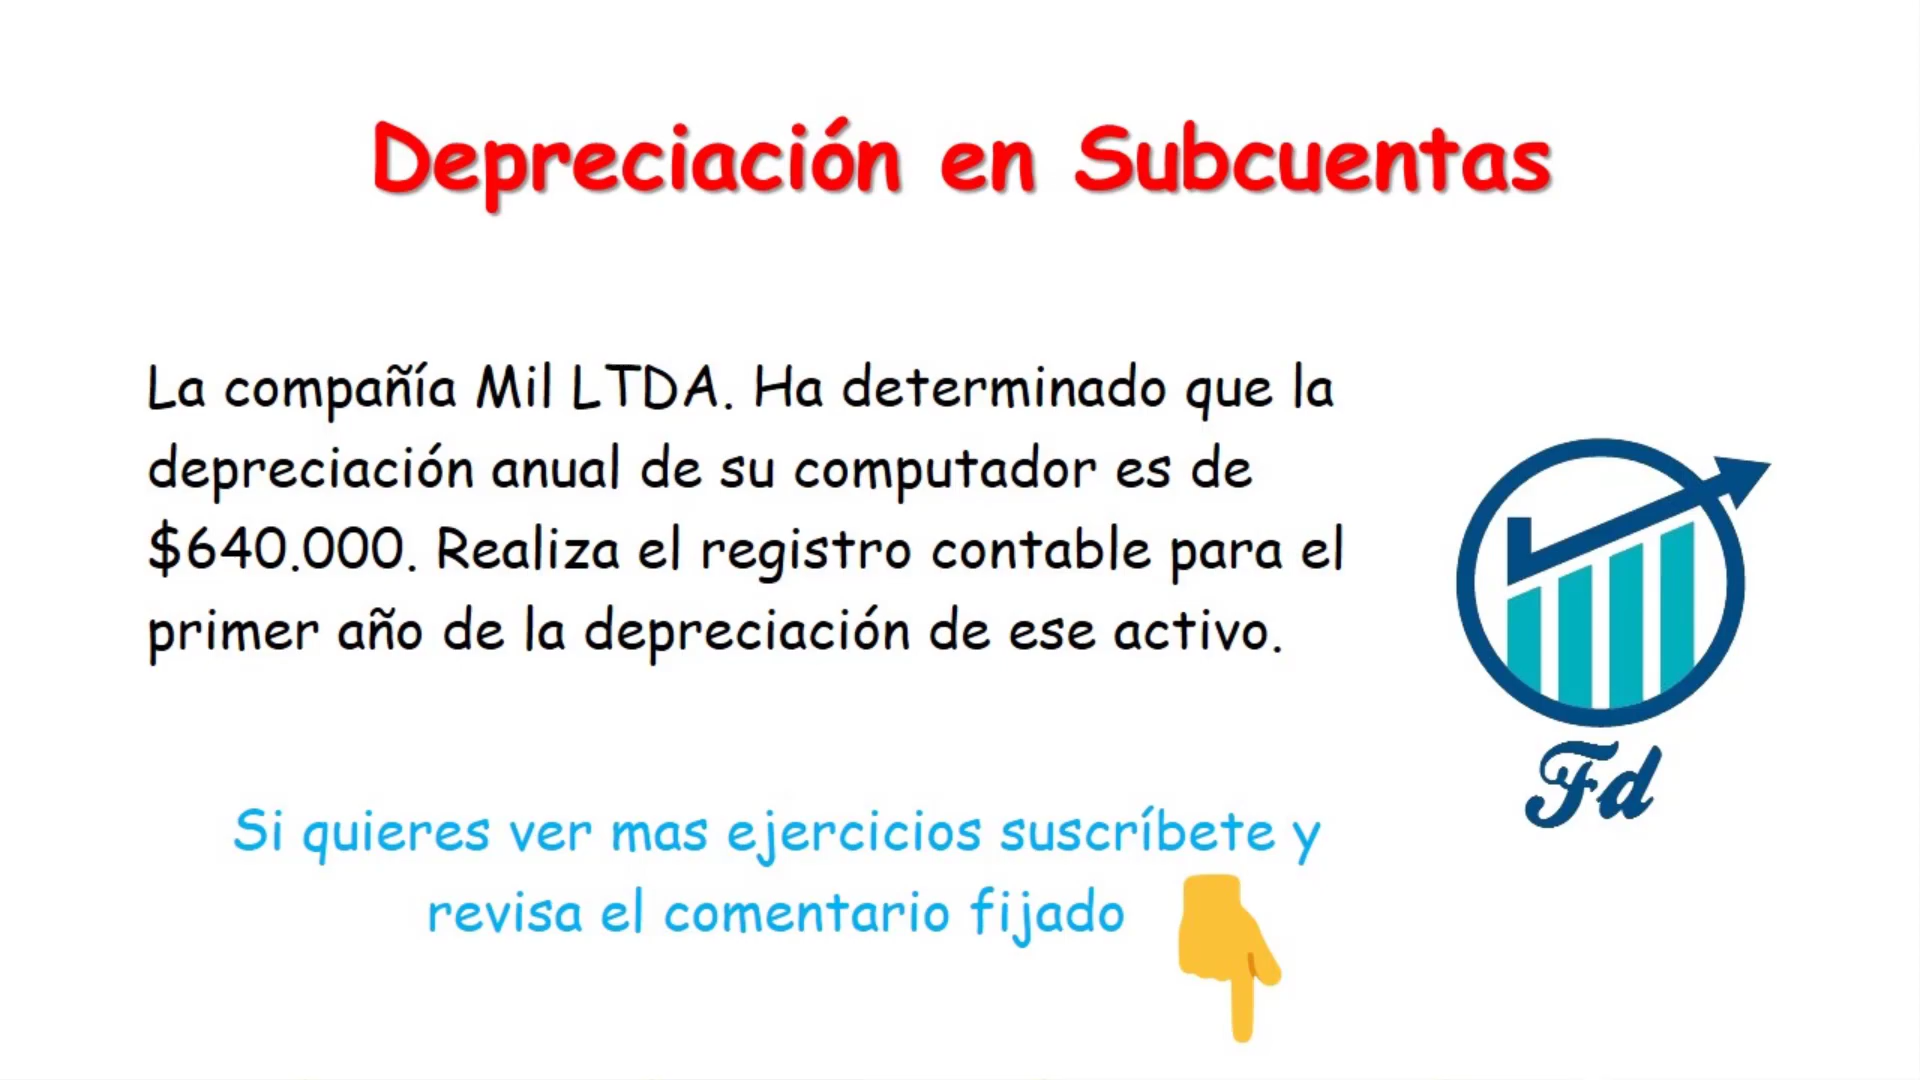 Depreciación en Subcuentas
La compañía Mil LTDA. Ha determinado que la
depreciación anual de su computador es de
$640.000. Realiza el registro contable para el
primer año de la depreciación de ese activo.
Fd
Si quieres ver mas ejercicios suscríbete y
revisa el comentario fijado